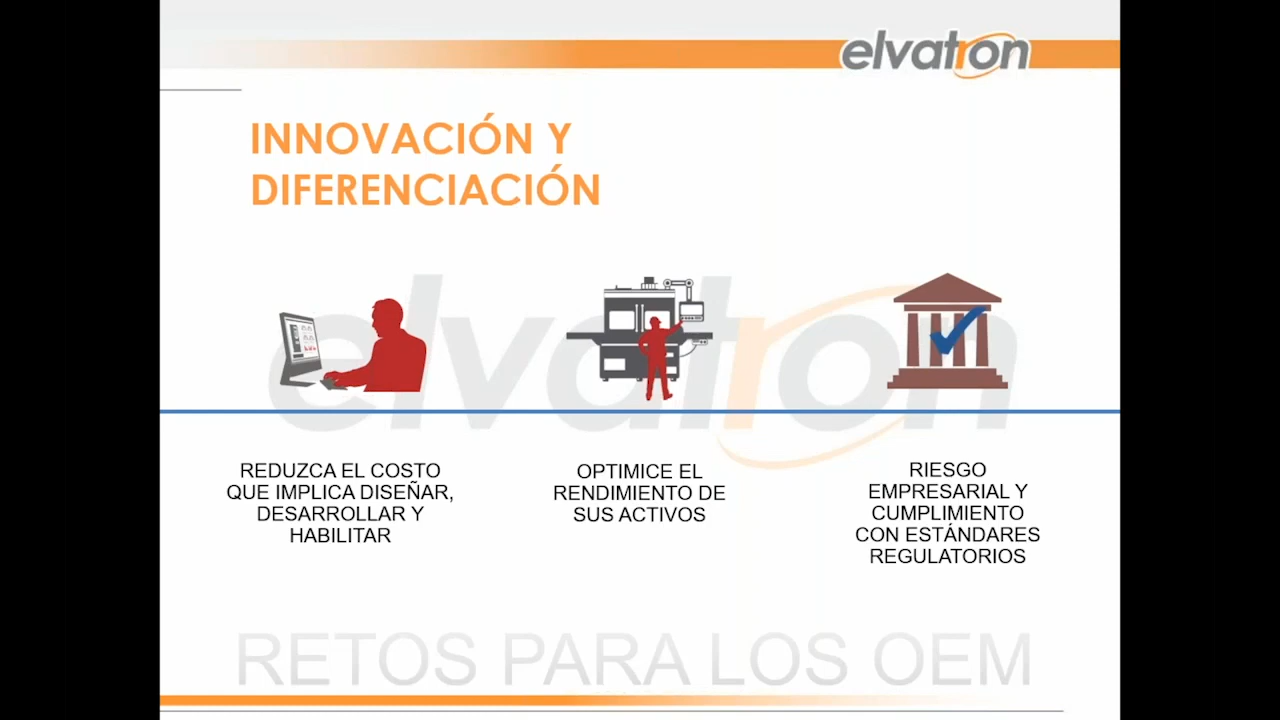 elvatron
INNOVACIÓN Y
DIFERENCIACIÓN
elvatron
REDUZCA EL COSTO
QUE IMPLICA DISEÑAR,
DESARROLLAR Y
HABILITAR
OPTIMICE EL
RENDIMIENTO DE
SUS ACTIVOS
RIESGO
EMPRESARIAL Y
CUMPLIMIENTO
CON ESTÁNDARES
REGULATORIOS
RETOS PARA LOS OEM